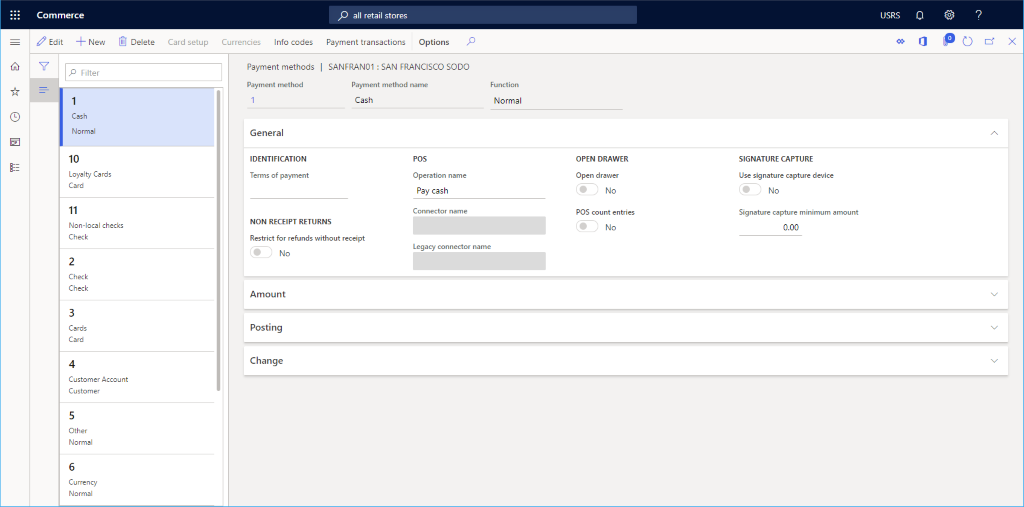 Commerce
all retail stores
USRS
?
Edit
New
Delete
Card setup
Currencies
Info codes
Payment transactions
Options
0
Filter
1
Cash
Normal
10
Loyalty Cards
Card
11
Non-local checks
Check
2
Check
Check
3
Cards
Card
4
Customer Account
Customer
5
Other
Normal
6
Currency
Normal
Payment methods | SANFRAN01 : SAN FRANCISCO SODO
Payment method
1
Payment method name
Cash
Function
Normal
General
IDENTIFICATION
Terms of payment
NON RECEIPT RETURNS
Restrict for refunds without receipt
No
POS
Operation name
Pay cash
Connector name
Legacy connector name
OPEN DRAWER
Open drawer
No
POS count entries
No
SIGNATURE CAPTURE
Use signature capture device
No
Signature capture minimum amount
0.00
Amount
Posting
Change